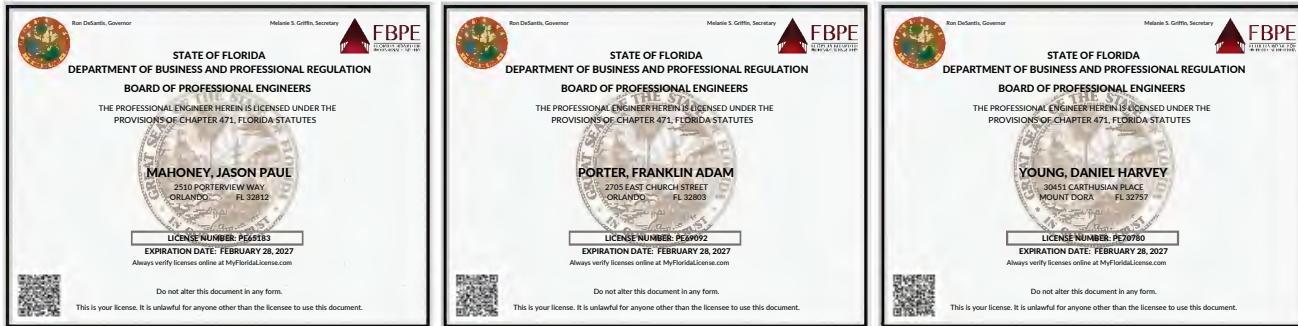 Ron DeSantis, Governor
Melanie S. Griffin, Secretary
FBPE
STATE OF FLORIDA
DEPARTMENT OF BUSINESS AND PROFESSIONAL REGULATION
BOARD OF PROFESSIONAL ENGINEERS
THE PROFESSIONAL ENGINEER HEREIN IS LICENSED UNDER THE
PROVISIONS OF CHAPTER 471, FLORIDA STATUTES
MAHONEY, JASON PAUL
2510 PORTERVIEW WAY
ORLANDO FL 32812
LICENSE NUMBER: PE65183
EXPIRATION DATE: FEBRUARY 28, 2027
Always verify licenses online at MyFloridaLicense.com
Do not alter this document in any form.
This is your license. It is unlawful for anyone other than the licensee to use this document.
Ron DeSantis, Governor
Melanie S. Griffin, Secretary
FBPE
STATE OF FLORIDA
DEPARTMENT OF BUSINESS AND PROFESSIONAL REGULATION
BOARD OF PROFESSIONAL ENGINEERS
THE PROFESSIONAL ENGINEER HEREIN IS LICENSED UNDER THE
PROVISIONS OF CHAPTER 471, FLORIDA STATUTES
PORTER, FRANKLIN ADAM
2705 EAST CHURCH STREET
ORLANDO FL 32803
LICENSE NUMBER: PE69092
EXPIRATION DATE: FEBRUARY 28, 2027
Always verify licenses online at MyFloridaLicense.com
Do not alter this document in any form.
This is your license. It is unlawful for anyone other than the licensee to use this document.
Ron DeSantis, Governor
Melanie S. Griffin, Secretary
FBPE
STATE OF FLORIDA
DEPARTMENT OF BUSINESS AND PROFESSIONAL REGULATION
BOARD OF PROFESSIONAL ENGINEERS
THE PROFESSIONAL ENGINEER HEREIN IS LICENSED UNDER THE
PROVISIONS OF CHAPTER 471, FLORIDA STATUTES
YOUNG, DANIEL HARVEY
30451 CARTHUSIAN PLACE
MOUNT DORA FL 32757
LICENSE NUMBER: PE70780
EXPIRATION DATE: FEBRUARY 28, 2027
Always verify licenses online at MyFloridaLicense.com
Do not alter this document in any form.
This is your license. It is unlawful for anyone other than the licensee to use this document.